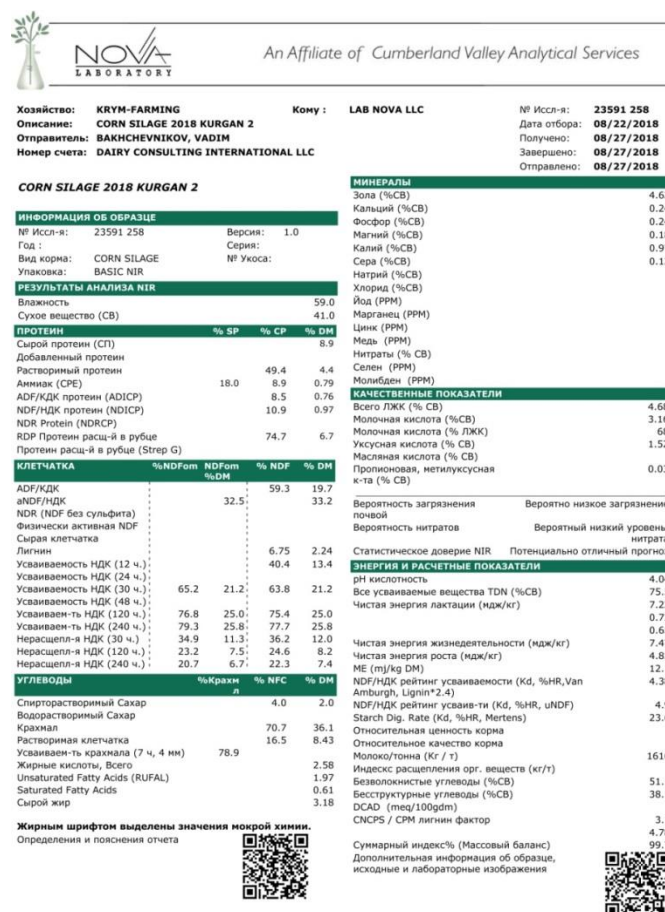 NOVA
LABORATORY
An Affiliate of Cumberland Valley Analytical Services
Хозяйство: KRYM-FARMING Кому : LAB NOVA LLC № Иссл-я: 23591 258
Описание: CORN SILAGE 2018 KURGAN 2 Дата отбора: 08/22/2018
Отправитель: BAKHCHEVNIKOV, VADIM Получено: 08/27/2018
Номер счета: DAIRY CONSULTING INTERNATIONAL LLC Завершено: 08/27/2018
Отправлено: 08/27/2018
CORN SILAGE 2018 KURGAN 2
ИНФОРМАЦИЯ ОБ ОБРАЗЦЕ
№ Иссл-я: 23591 258 Версия: 1.0
Год : Серия:
Вид корма: CORN SILAGE № Укоса:
Упаковка: BASIC NIR
РЕЗУЛЬТАТЫ АНАЛИЗА NIR
Влажность 59.0
Сухое вещество (СВ) 41.0
ПРОТЕИН % SP % CP % DM
Сырой протеин (СП) 8.9
Добавленный протеин
Растворимый протеин 49.4 4.4
Аммиак (CPE) 18.0 8.9 0.79
ADF/КДК протеин (ADICP) 8.5 0.76
NDF/НДК протеин (NDICP) 10.9 0.97
NDR Protein (NDRCP)
RDP Протеин расщ-й в рубце 74.7 6.7
Протеин расщ-й в рубце (Strep G)
КЛЕТЧАТКА %NDFom NDFom %DM % NDF % DM
ADF/КДК 59.3 19.7
aNDF/НДК 32.5 33.2
NDR (NDF без сульфита)
Физически активная NDF
Сырая клетчатка
Лигнин 6.75 2.24
Усваиваемость НДК (12 ч.) 40.4 13.4
Усваиваемость НДК (24 ч.)
Усваиваемость НДК (30 ч.) 65.2 21.2 63.8 21.2
Усваиваемость НДК (48 ч.)
Усваиваем-ть НДК (120 ч.) 76.8 25.0 75.4 25.0
Усваиваем-ть НДК (240 ч.) 79.3 25.8 77.7 25.8
Нерасщепл-я НДК (30 ч.) 34.9 11.3 36.2 12.0
Нерасщепл-я НДК (120 ч.) 23.2 7.5 24.6 8.2
Нерасщепл-я НДК (240 ч.) 20.7 6.7 22.3 7.4
УГЛЕВОДЫ %Крахмл % NFC % DM
Спирторастворимый Сахар 4.0 2.0
Водорастворимый Сахар
Крахмал 70.7 36.1
Растворимая клетчатка 16.5 8.43
Усваиваем-ть крахмала (7 ч, 4 мм) 78.9
Жирные кислоты, Всего 2.58
Unsaturated Fatty Acids (RUFAL) 1.97
Saturated Fatty Acids 0.61
Сырой жир 3.18
Жирным шрифтом выделены значения мокрой химии.
Определения и пояснения отчета
МИНЕРАЛЫ
Зола (%СВ)
Кальций (%СВ)
Фосфор (%СВ)
Магний (%СВ)
Калий (%СВ)
Сера (%СВ)
Натрий (%СВ)
Хлорид (%СВ)
Йод (PPM)
Марганец (PPM)
Цинк (PPM)
Медь (PPM)
Нитраты (% СВ)
Селен (PPM)
Молибден (PPM)
КАЧЕСТВЕННЫЕ ПОКАЗАТЕЛИ
Всего ЛЖК (% СВ)
Молочная кислота (%СВ)
Молочная кислота (% ЛЖК)
Уксусная кислота (% СВ)
Масляная кислота (% СВ)
Пропионовая, метилуксусная
к-та (% СВ)
Вероятность загрязнения Вероятно низкое загрязнение
почвой
Вероятность нитратов Вероятный низкий уровень
нитрата
Статистическое доверие NIR Потенциально отличный прогноз
ЭНЕРГИЯ И РАСЧЕТНЫЕ ПОКАЗАТЕЛИ
pH кислотность
Все усваиваемые вещества TDN (%СВ)
Чистая энергия лактации (мдж/кг)
Чистая энергия жизнедеятельности (мдж/кг)
Чистая энергия роста (мдж/кг)
ME (mj/kg DM)
NDF/НДК рейтинг усваиваемости (Kd, %HR,Van
Amburgh, Lignin*2.4)
NDF/НДК рейтинг усваив-ти (Kd, %HR, uNDF)
Starch Dig. Rate (Kd, %HR, Mertens)
Относительная ценность корма
Относительное качество корма
Молоко/тонна (Кг / т)
Индекс расщепления орг. веществ (кг/т)
Безволокнистые углеводы (%СВ)
Бесструктурные углеводы (%СВ)
DCAD (meq/100gdm)
CNCPS / CPM лигнин фактор
Суммарный индекс% (Массовый баланс)
Дополнительная информация об образце,
исходные и лабораторные изображения